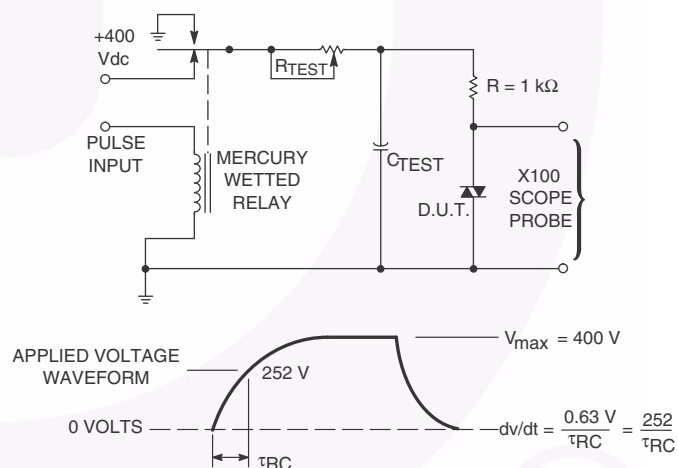 +400
Vdc
PULSE
INPUT
MERCURY
WETTED
RELAY
RTEST
CTEST
R = 1 kΩ
D.U.T.
X100
SCOPE
PROBE
APPLIED VOLTAGE
WAVEFORM
0 VOLTS
252 V
τRC
Vmax = 400 V
dv/dt = 0.63 V / τRC = 252 / τRC